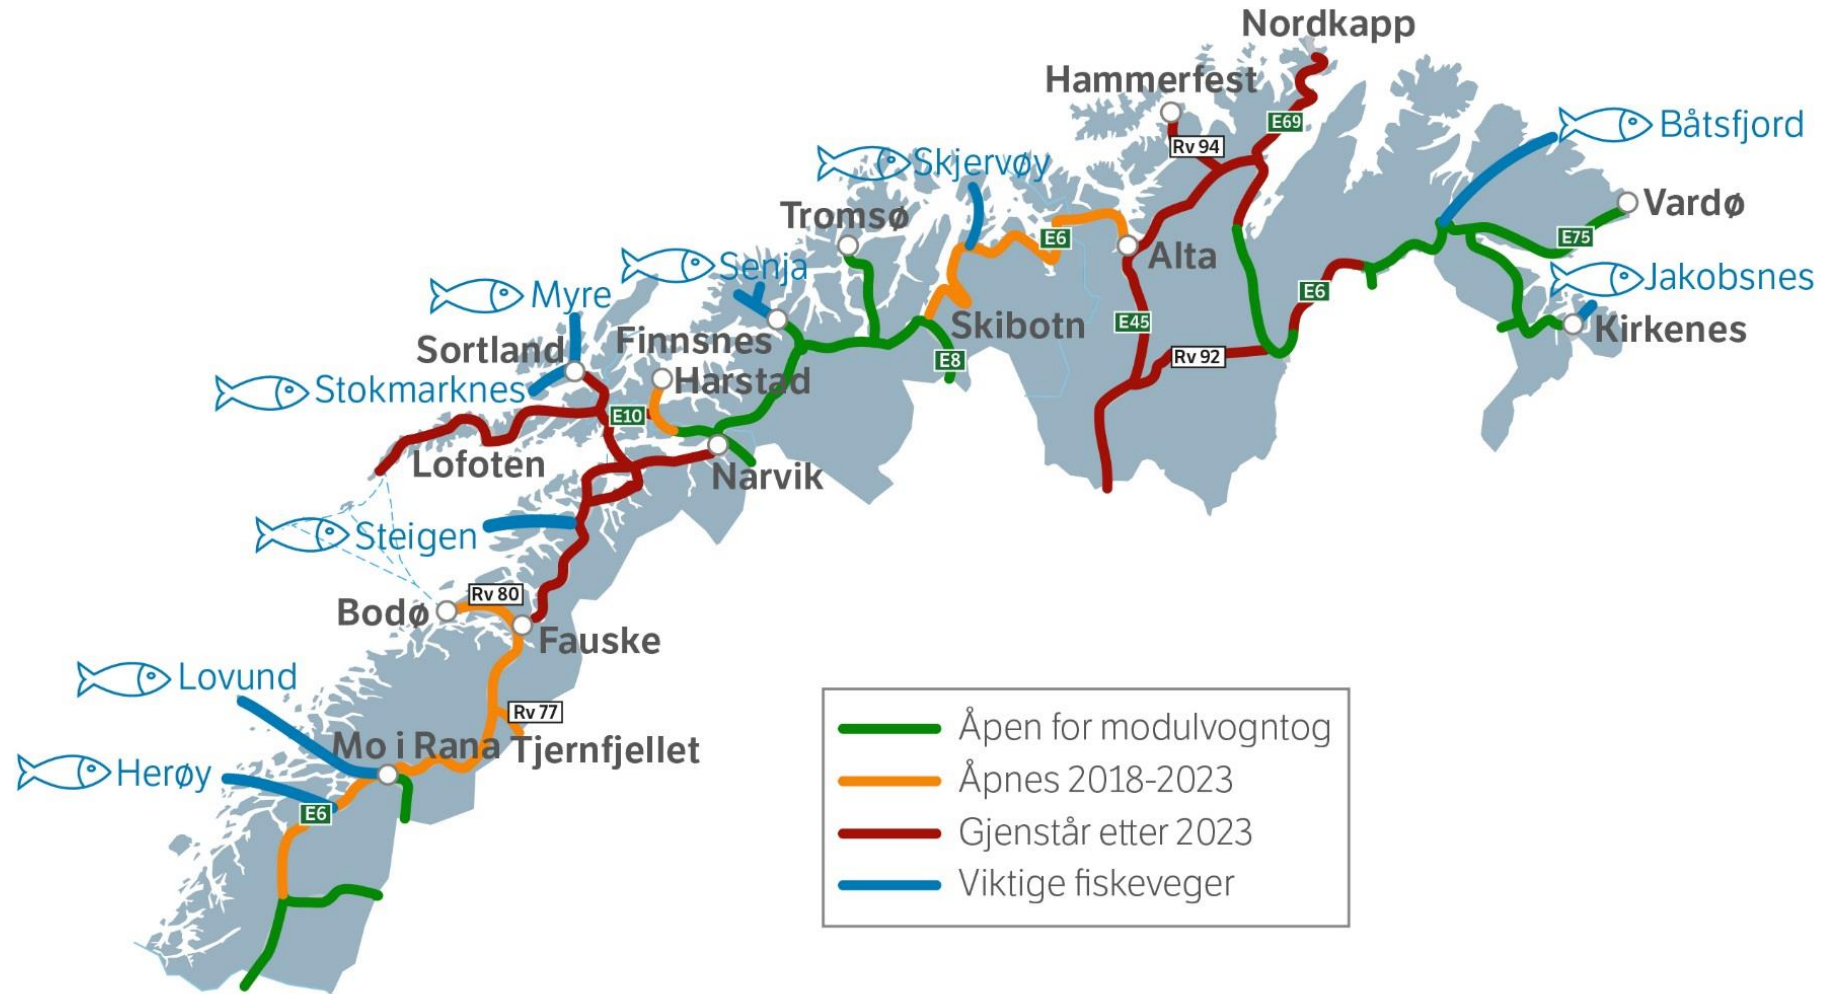 Nordkapp
Hammerfest
E69
Båtsfjord
Rv 94
Skjervøy
Vardø
Tromsø
E6
E75
Senja
Alta
Jakobsnes
Myre
E6
Skibotn
E45
Kirkenes
Finnsnes
Sortland
E8
Rv 92
Harstad
Stokmarknes
E10
Lofoten
Narvik
Steigen
Rv 80
Bodø
Fauske
Lovund
Rv 77
Mo i Rana
Tjernfjellet
Herøy
E6
Åpen for modulvogntog
Åpnes 2018-2023
Gjenstår etter 2023
Viktige fiskeveger